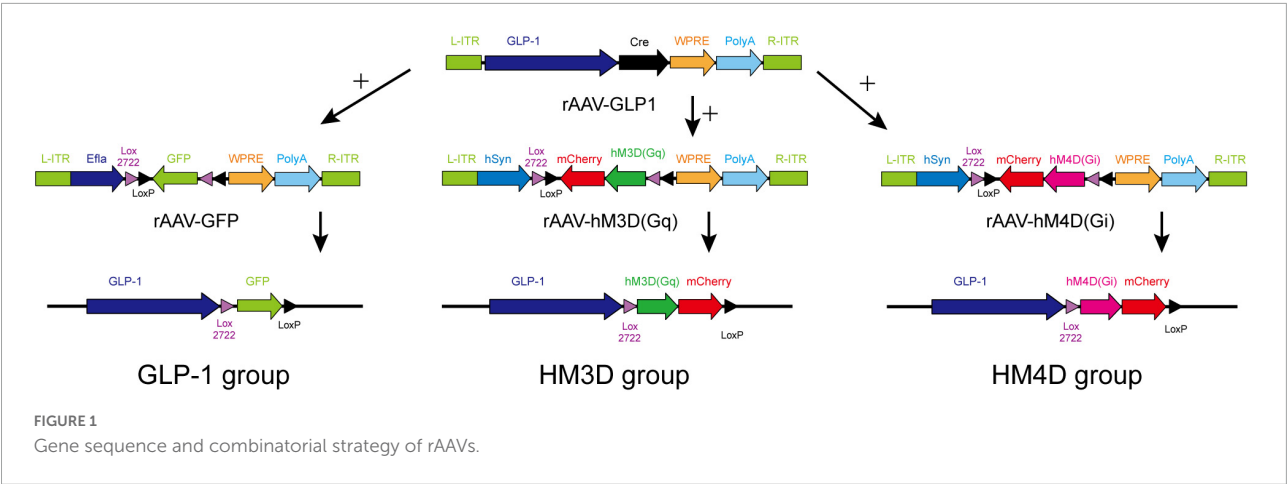 L-ITR GLP-1 Cre WPRE PolyA R-ITR
rAAV-GLP1
+ + +
L-ITR Efla Lox 2722 LoxP GFP WPRE PolyA R-ITR
rAAV-GFP
L-ITR hSyn Lox 2722 LoxP mCherry hM3D(Gq) WPRE PolyA R-ITR
rAAV-hM3D(Gq)
L-ITR hSyn Lox 2722 LoxP mCherry hM4D(Gi) WPRE PolyA R-ITR
rAAV-hM4D(Gi)
GLP-1 Lox 2722 GFP LoxP
GLP-1 group
GLP-1 Lox 2722 hM3D(Gq) mCherry LoxP
HM3D group
GLP-1 Lox 2722 hM4D(Gi) mCherry LoxP
HM4D group
FIGURE 1
Gene sequence and combinatorial strategy of rAAVs.